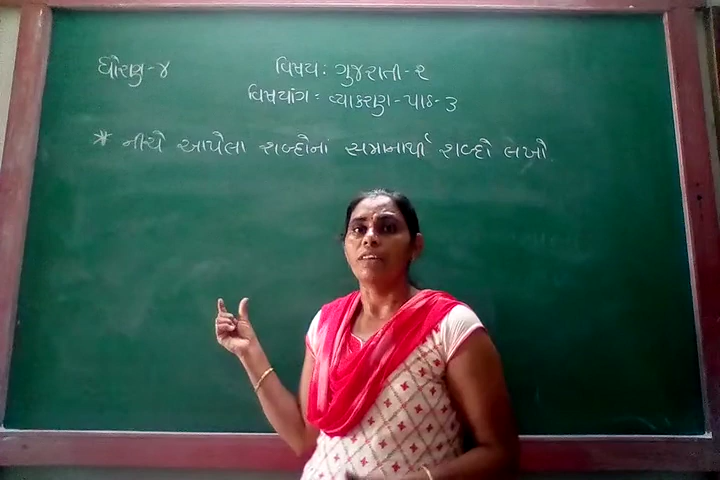 ધોરણ-૪
વિષય: ગુજરાતી-૨
વિષયાંગ: વ્યાકરણ-પાઠ-૩
* નીચે આપેલા શબ્દોનાં સમાનાર્થી શબ્દો લખો